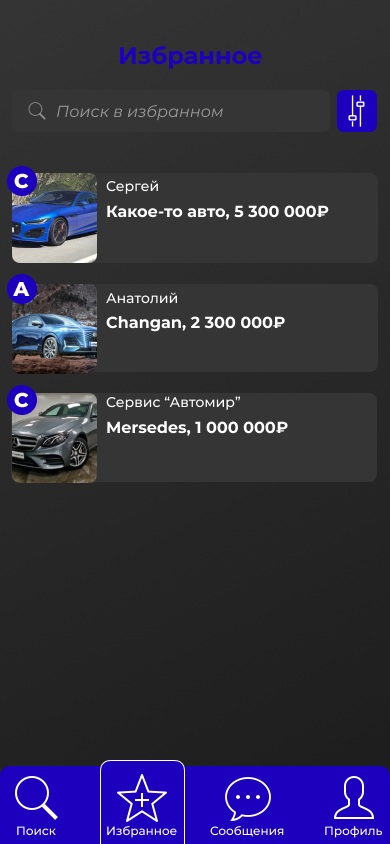 Избранное
Поиск в избранном
С
Сергей
Какое-то авто, 5 300 000₽
А
Анатолий
Changan, 2 300 000₽
С
Сервис “Автомир”
Mersedes, 1 000 000₽
Поиск
Избранное
Сообщения
Профиль